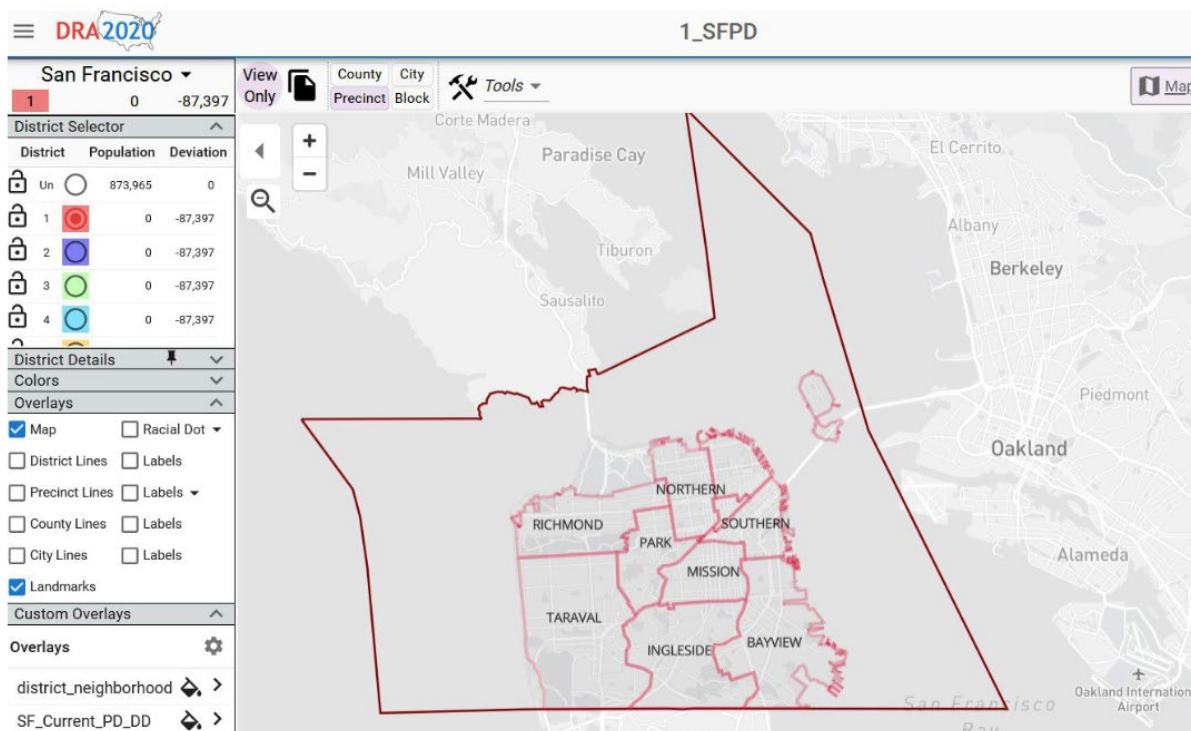 DRA2020
1_SFPD
San Francisco
1 0 -87,397
View Only
County City
Precinct Block
Tools
Map
District Selector
District Population Deviation
Un 873,965 0
1 0 -87,397
2 0 -87,397
3 0 -87,397
4 0 -87,397
District Details
Colors
Overlays
Map Racial Dot
District Lines Labels
Precinct Lines Labels
County Lines Labels
City Lines Labels
Landmarks
Custom Overlays
Overlays
district_neighborhood
SF_Current_PD_DD
Corte Madera
Paradise Cay
Mill Valley
Tiburon
Sausalito
El Cerrito
Albany
Berkeley
Piedmont
Oakland
Alameda
NORTHERN
RICHMOND
SOUTHERN
PARK
MISSION
TARAVAL
INGLESIDE
BAYVIEW
San Francisco
Bay
Oakland Internation
Airport